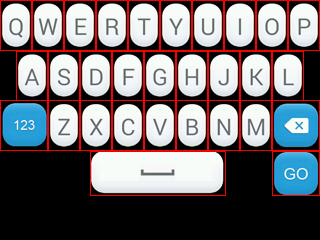 Q W E R T Y U I O P
A S D F G H J K L
123 Z X C V B N M
GO